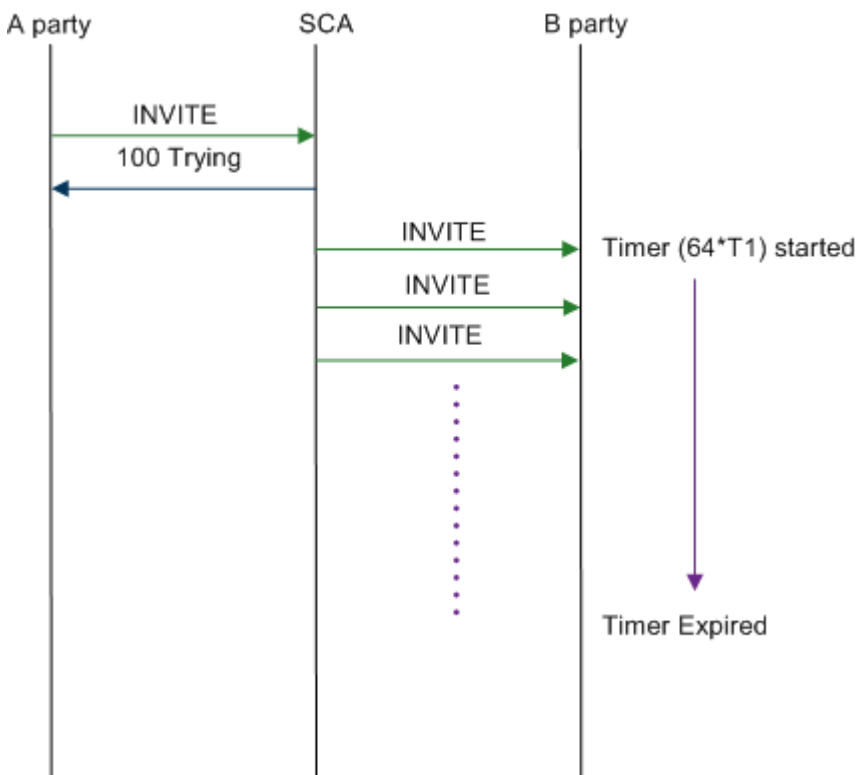 A party
SCA
B party
INVITE
100 Trying
INVITE
Timer (64*T1) started
INVITE
INVITE
Timer Expired